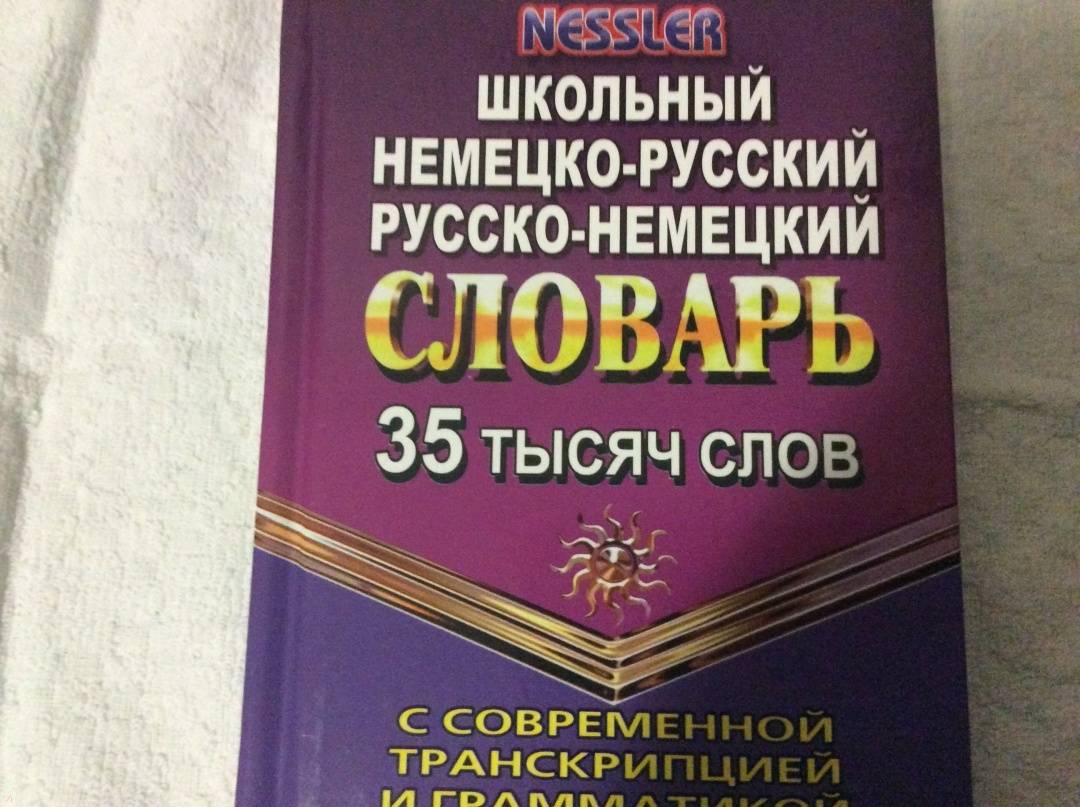 NESSLER
ШКОЛЬНЫЙ
НЕМЕЦКО-РУССКИЙ
РУССКО-НЕМЕЦКИЙ
СЛОВАРЬ
35 ТЫСЯЧ СЛОВ
С СОВРЕМЕННОЙ
ТРАНСКРИПЦИЕЙ
И ГРАММАТИКОЙ